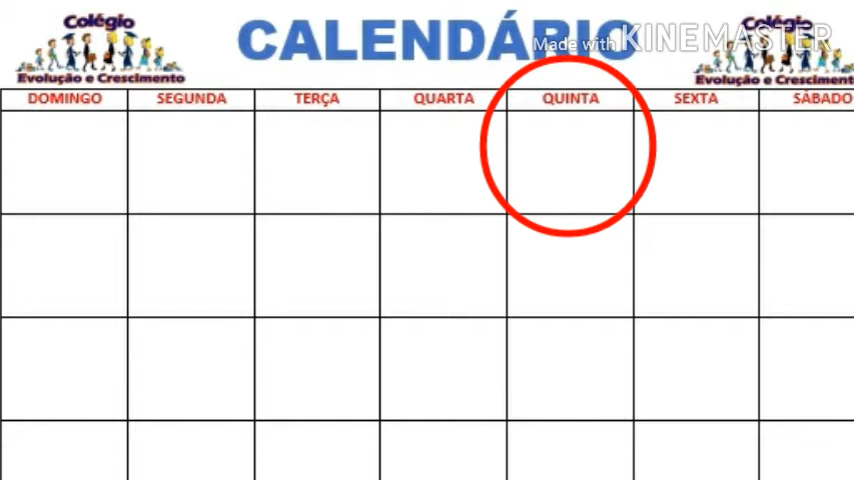 Colégio
Evolução e Crescimento
CALENDÁRIO
Made with KINEMASTER
Colégio
Evolução e Crescimento
DOMINGO SEGUNDA TERÇA QUARTA QUINTA SEXTA SÁBADO